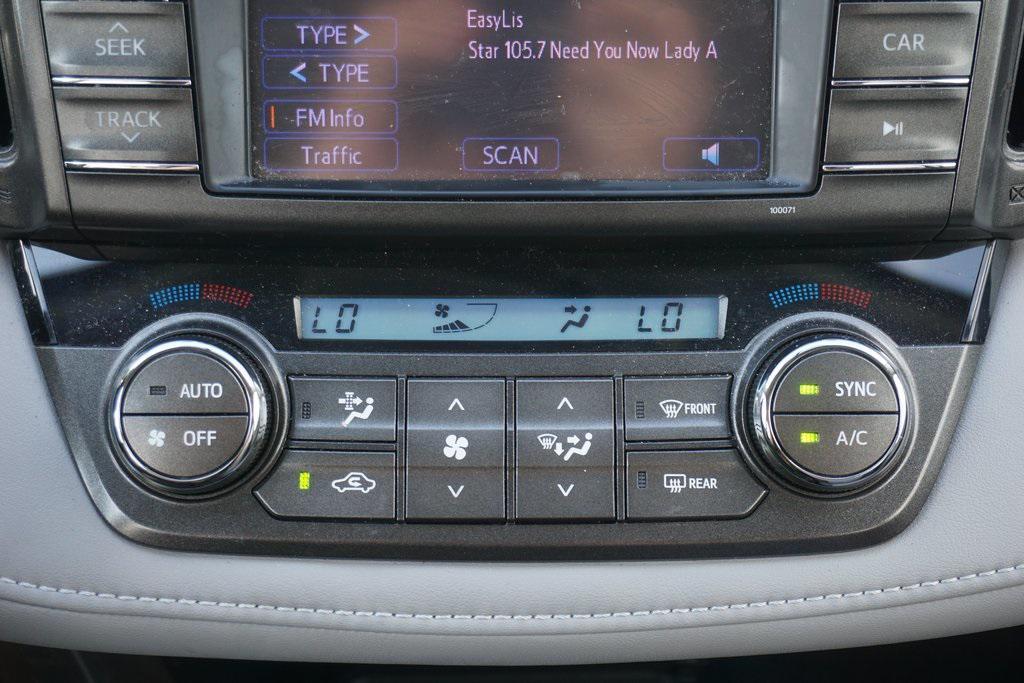 SEEK
TRACK
TYPE >
< TYPE
FM Info
Traffic
EasyLis
Star 105.7 Need You Now Lady A
SCAN
CAR
100071
LO
LO
AUTO
OFF
FRONT
REAR
SYNC
A/C